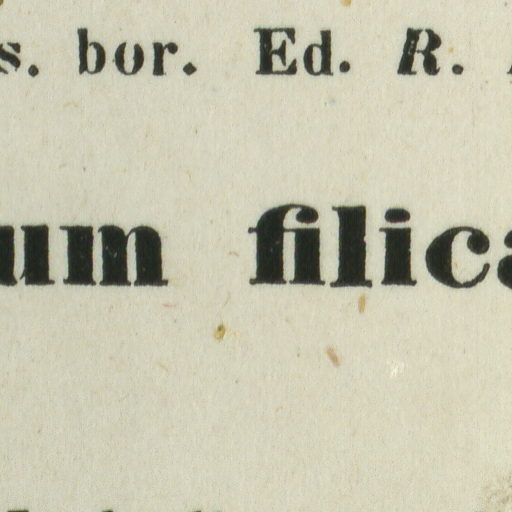 s. bor. Ed. R.
um filica